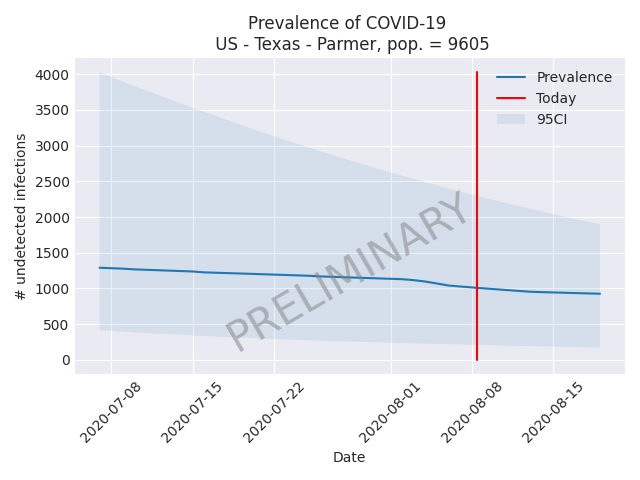 Prevalence of COVID-19
US - Texas - Parmer, pop. = 9605
Prevalence
Today
95CI
# undetected infections
4000
3500
3000
2500
2000
1500
1000
500
0
PRELIMINARY
2020-07-08
2020-07-15
2020-07-22
2020-08-01
2020-08-08
2020-08-15
Date